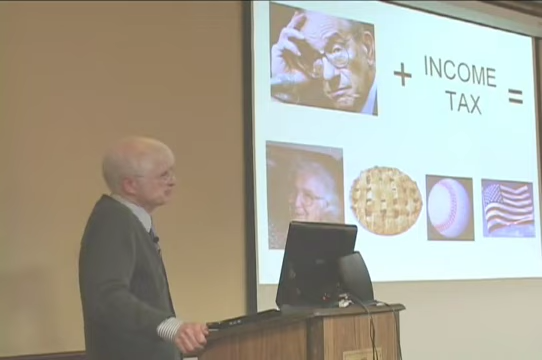 + INCOME
TAX =